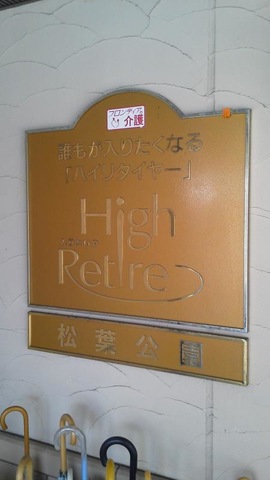 フロンティアの
介護
誰もが入りたくなる
「ハイリタイヤー」
High
Retire
松葉公園